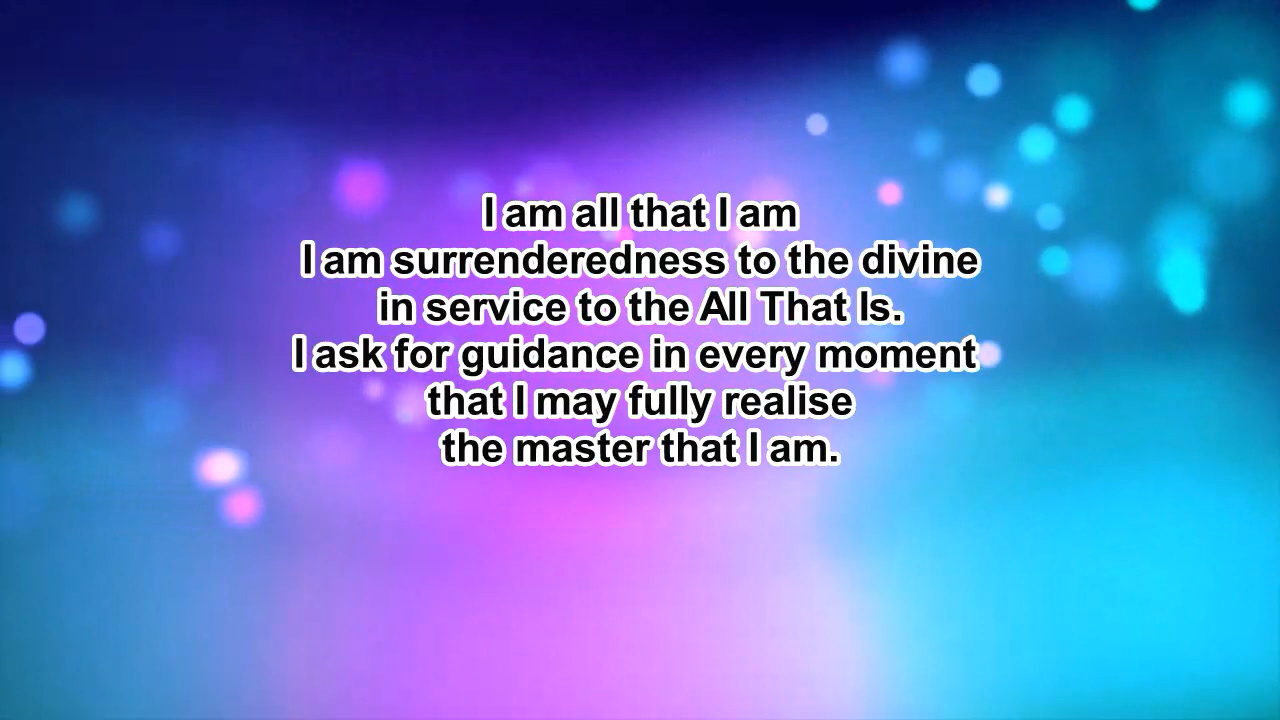 I am all that I am
I am surrenderedness to the divine
in service to the All That Is.
I ask for guidance in every moment
that I may fully realise
the master that I am.